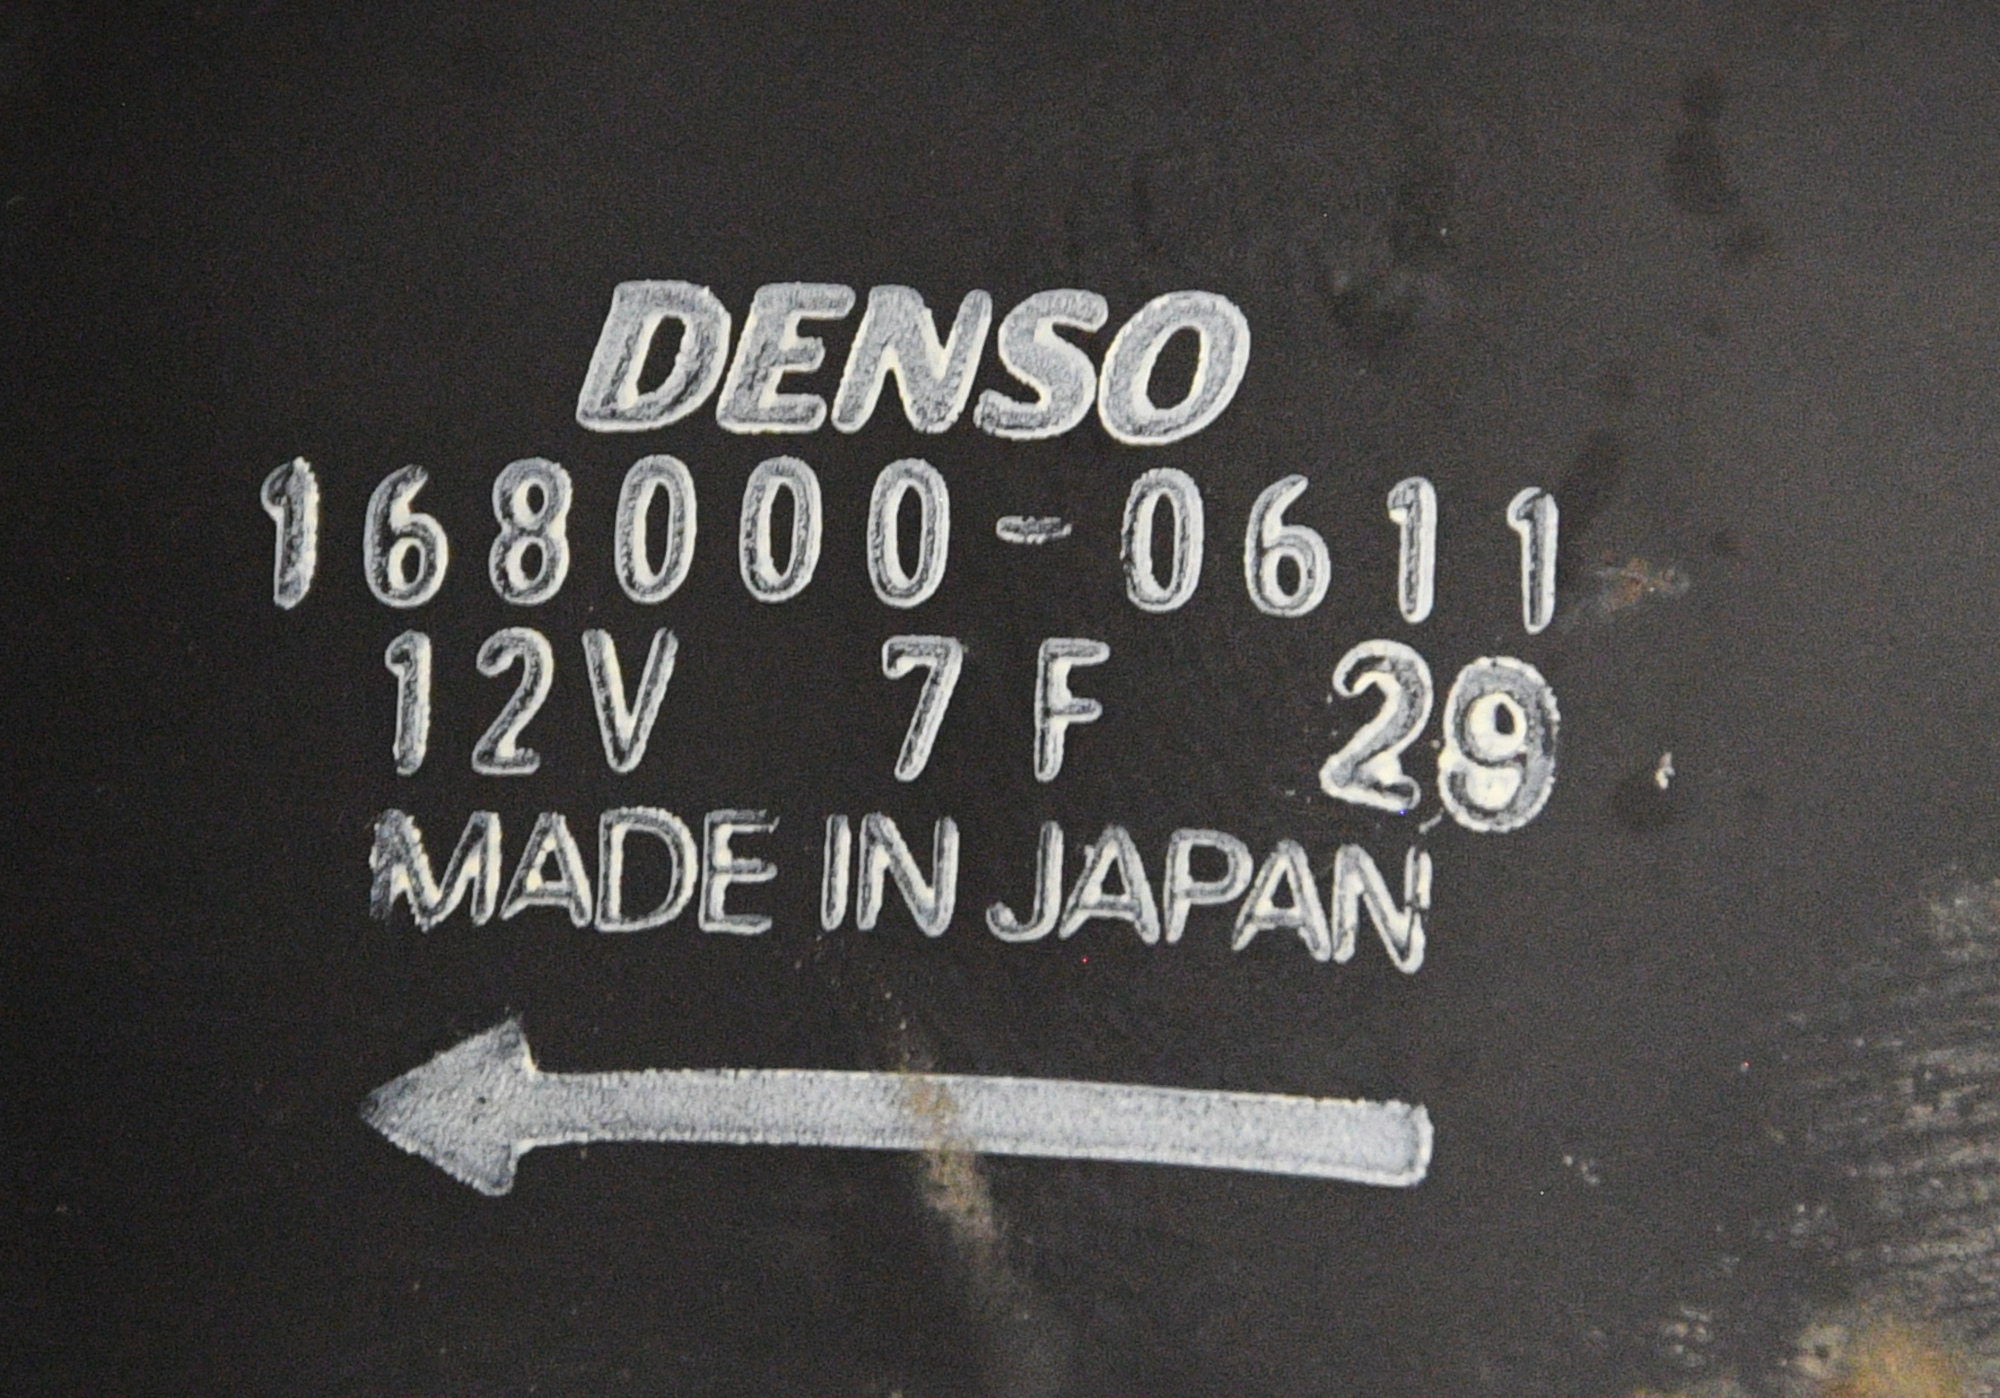 DENSO
168000-0611
12V 7F 29
MADE IN JAPAN